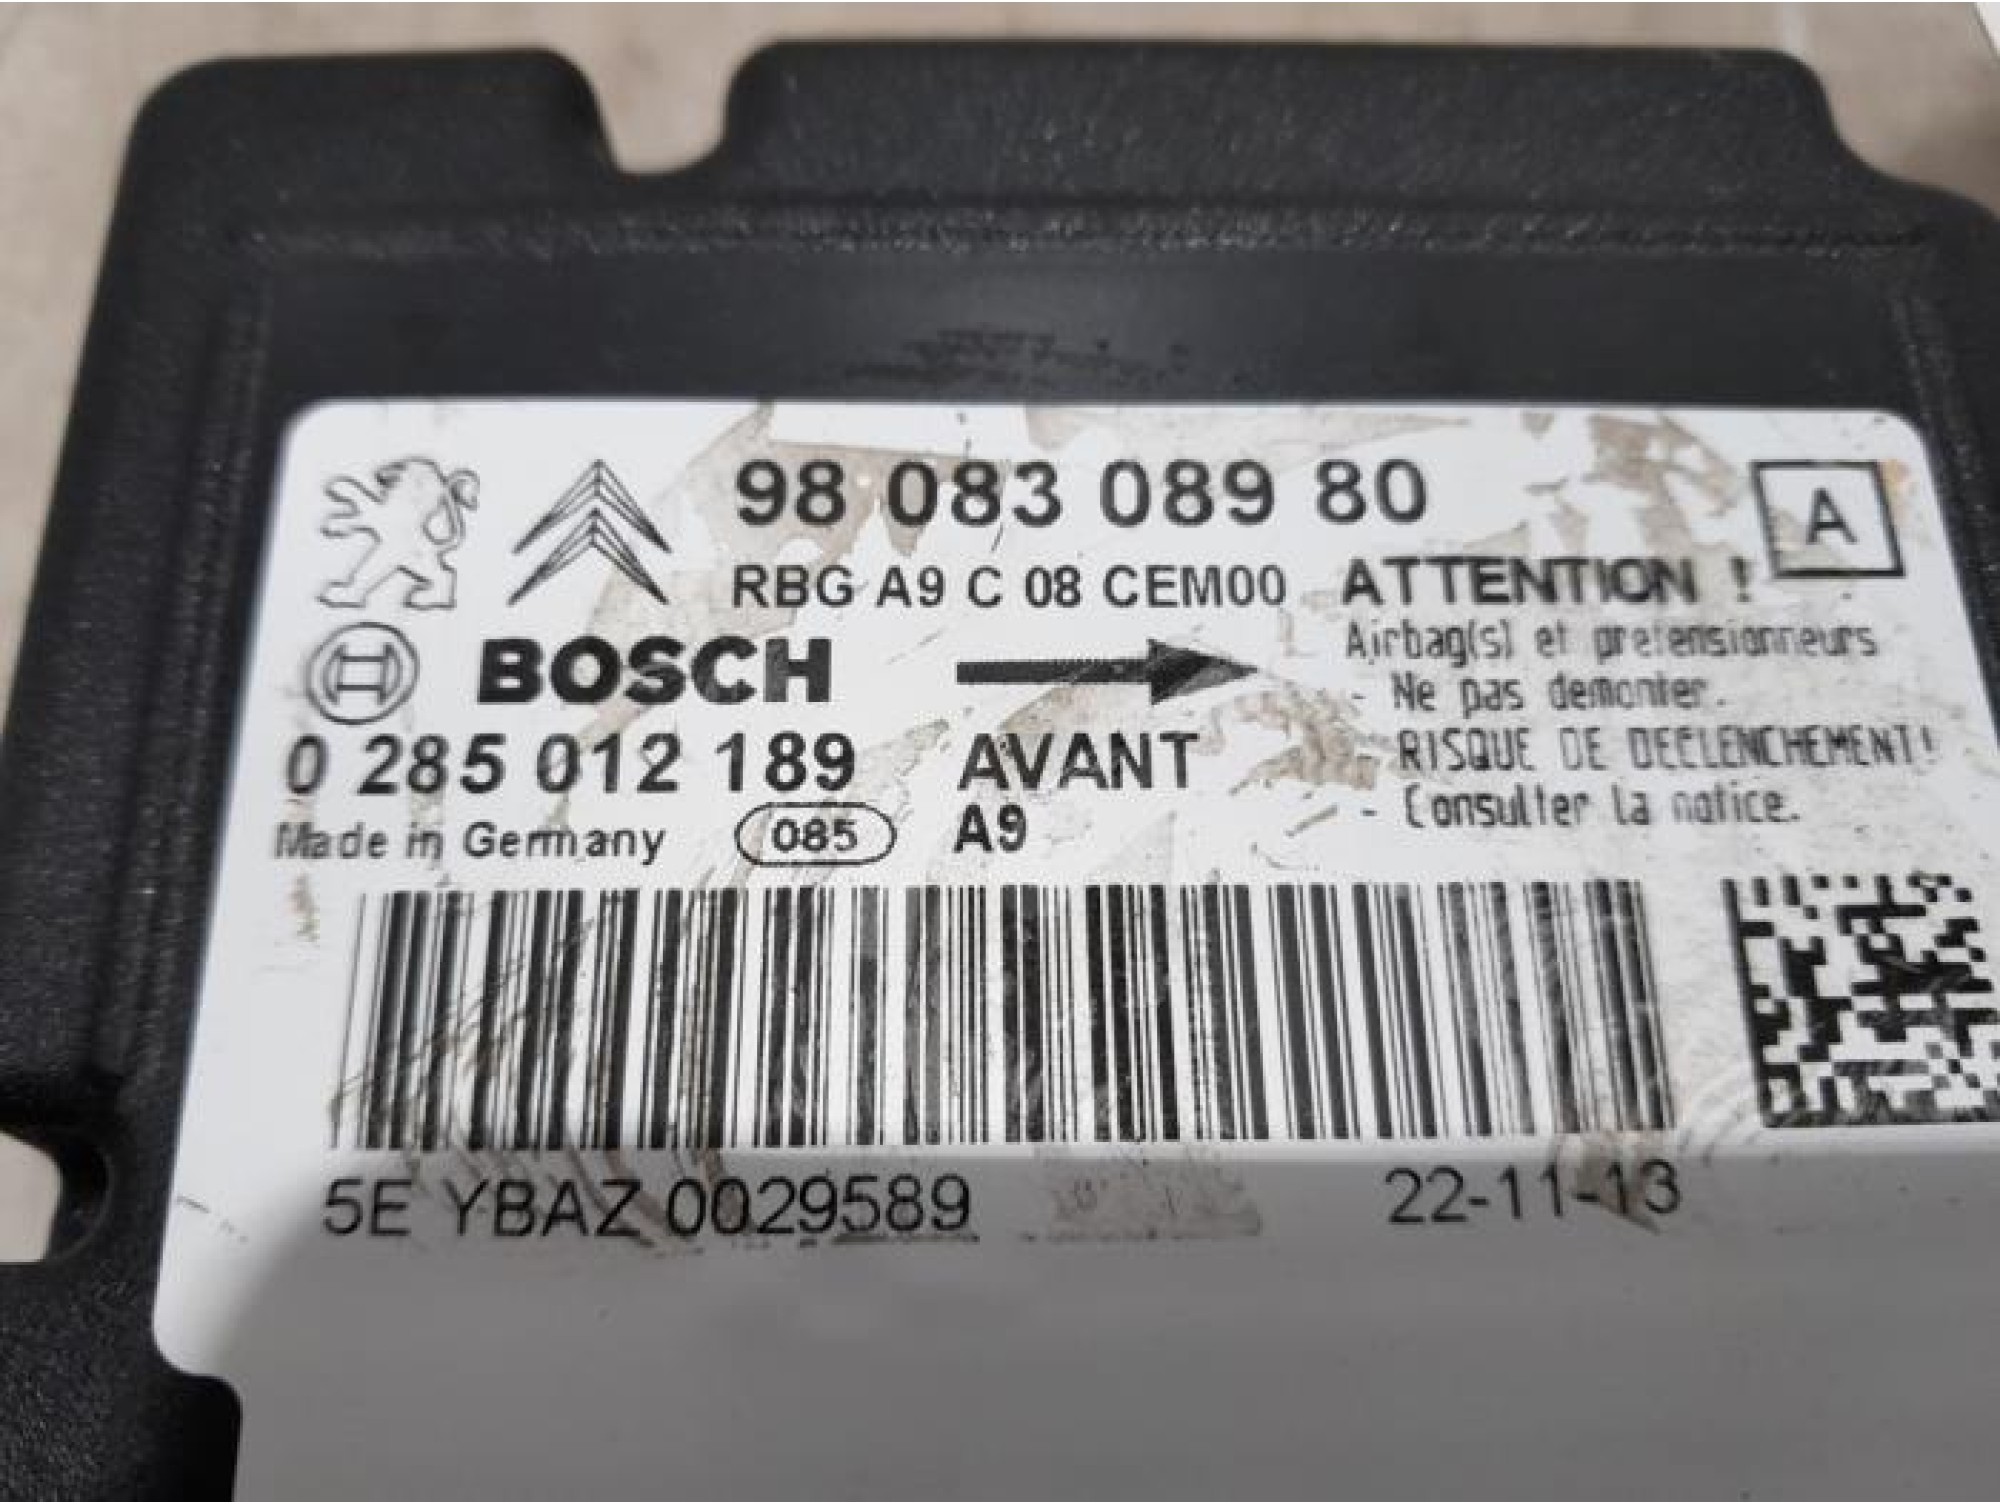 98 083 089 80
A
RBG A9 C 08 CEM00
ATTENTION !
Airbag(s) et pretensionneurs
- Ne pas demonter.
RISQUE DE DECLENCHEMENT!
- Consulter la notice.
BOSCH
0 285 012 189
AVANT
Made in Germany
085
A9
5E YBAZ 0029589
22-11-13